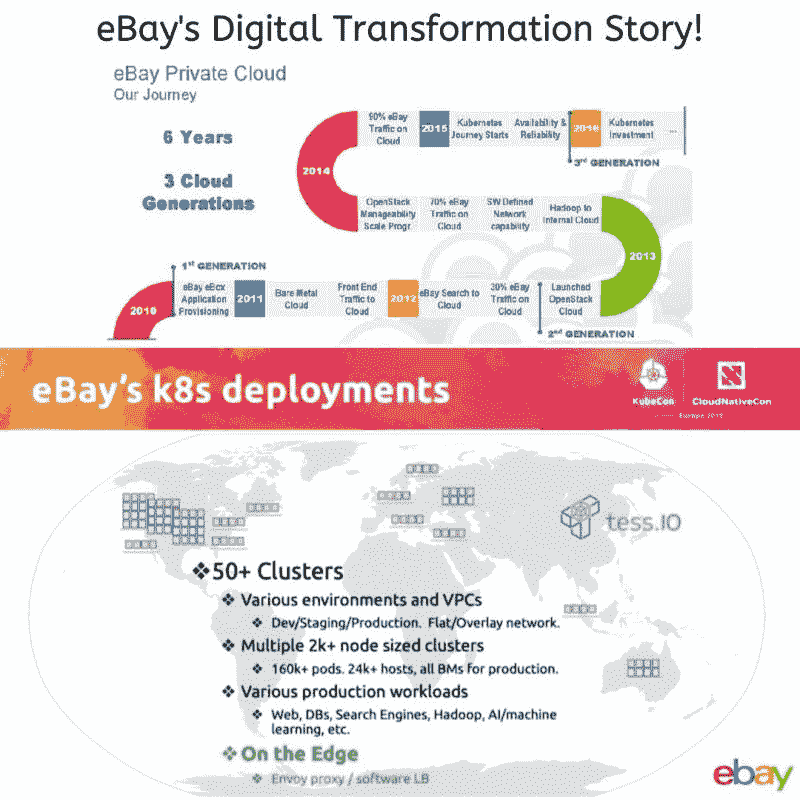 eBay's Digital Transformation Story!
eBay Private Cloud
Our Journey
6 Years
3 Cloud
Generations
2014
90% eBay
Traffic on
Cloud
2015
Kubernetes
Journey Starts
Availability &
Reliability
2016
Kubernetes
Investment
...
3rd GENERATION
OpenStack
Manageability
Scale Progr
70% eBay
Traffic on
Cloud
SW Defined
Network
capability
Hadoop to
Internal Cloud
2013
1st GENERATION
2010
eBay eBox
Application
Provisioning
2011
Bare Metal
Cloud
Front End
Traffic to
Cloud
2012
eBay Search to
Cloud
30% eBay
Traffic on
Cloud
Launched
OpenStack
Cloud
2nd GENERATION
eBay's k8s deployments
KubeCon
CloudNativeCon
Europe
tess.IO
❖50+ Clusters
❖ Various environments and VPCs
❖ Dev/Staging/Production. Flat/Overlay network.
❖ Multiple 2k+ node sized clusters
❖ 160k+ pods. 24k+ hosts, all BMs for production.
❖ Various production workloads
❖ Web, DBs, Search Engines, Hadoop, AI/machine
learning, etc.
❖ On the Edge
❖ Envoy proxy / software LB
ebay